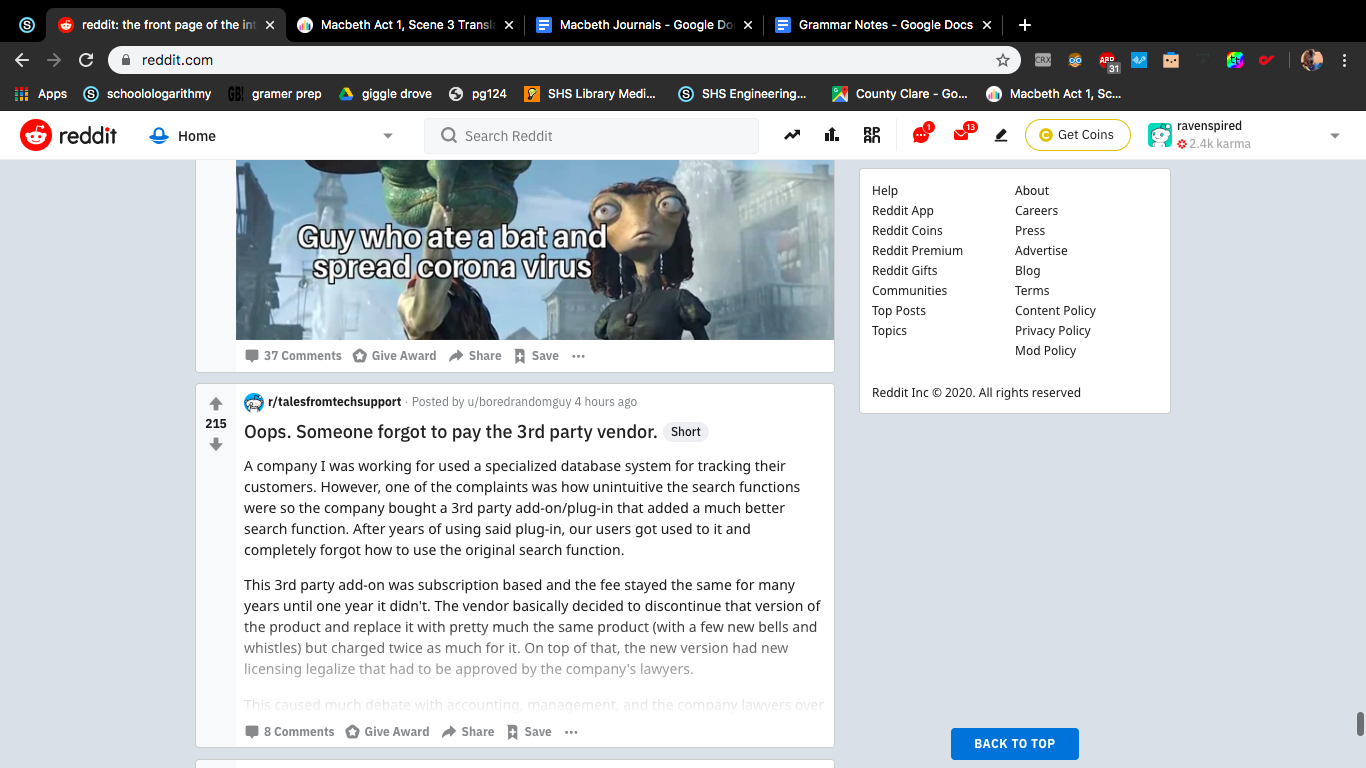 reddit: the front page of the int
Macbeth Act 1, Scene 3 Transla
Macbeth Journals - Google Do
Grammar Notes - Google Docs
reddit.com
CRX
ABP
31
Apps
schoolologarithmy
GB!
gramer prep
giggle drove
pg124
SHS Library Medi...
SHS Engineering...
County Clare - Go...
Macbeth Act 1, Sc...
reddit
Home
Search Reddit
1
13
Get Coins
ravenspired
2.4k karma
Guy who ate a bat and
spread corona virus
37 Comments Give Award Share Save
215
r/talesfromtechsupport · Posted by u/boredrandomguy 4 hours ago
Oops. Someone forgot to pay the 3rd party vendor. Short
A company I was working for used a specialized database system for tracking their
customers. However, one of the complaints was how unintuitive the search functions
were so the company bought a 3rd party add-on/plug-in that added a much better
search function. After years of using said plug-in, our users got used to it and
completely forgot how to use the original search function.
This 3rd party add-on was subscription based and the fee stayed the same for many
years until one year it didn't. The vendor basically decided to discontinue that version of
the product and replace it with pretty much the same product (with a few new bells and
whistles) but charged twice as much for it. On top of that, the new version had new
licensing legalize that had to be approved by the company's lawyers.
This caused much debate with accounting, management, and the company lawyers over
8 Comments Give Award Share Save
Help
Reddit App
Reddit Coins
Reddit Premium
Reddit Gifts
Communities
Top Posts
Topics
About
Careers
Press
Advertise
Blog
Terms
Content Policy
Privacy Policy
Mod Policy
Reddit Inc © 2020. All rights reserved
BACK TO TOP